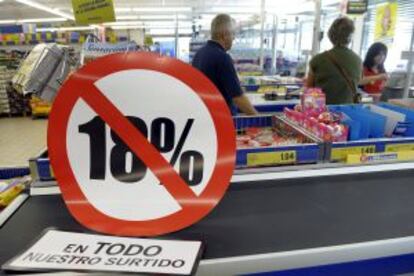 18%
EN TODO
NUESTRO SURTIDO